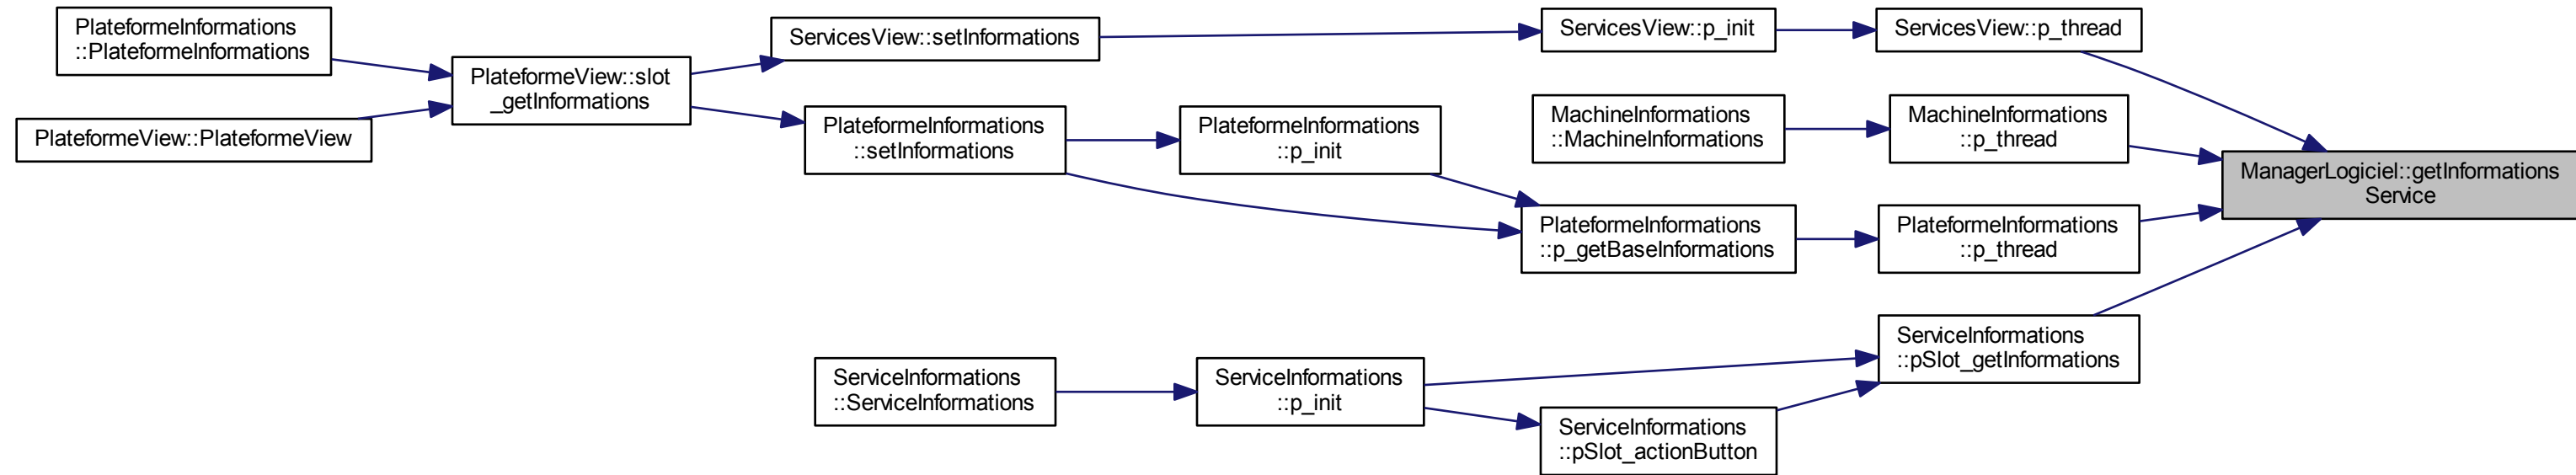 PlateformeInformations
::PlateformeInformations
PlateformeView::PlateformeView
PlateformeView::slot
_getInformations
ServicesView::setInformations
PlateformeInformations
::setInformations
ServiceInformations
::ServiceInformations
PlateformeInformations
::p_init
ServiceInformations
::p_init
ServicesView::p_init
MachineInformations
::MachineInformations
PlateformeInformations
::p_getBaseInformations
ServiceInformations
::pSlot_actionButton
ServicesView::p_thread
MachineInformations
::p_thread
PlateformeInformations
::p_thread
ServiceInformations
::pSlot_getInformations
ManagerLogiciel::getInformations
Service